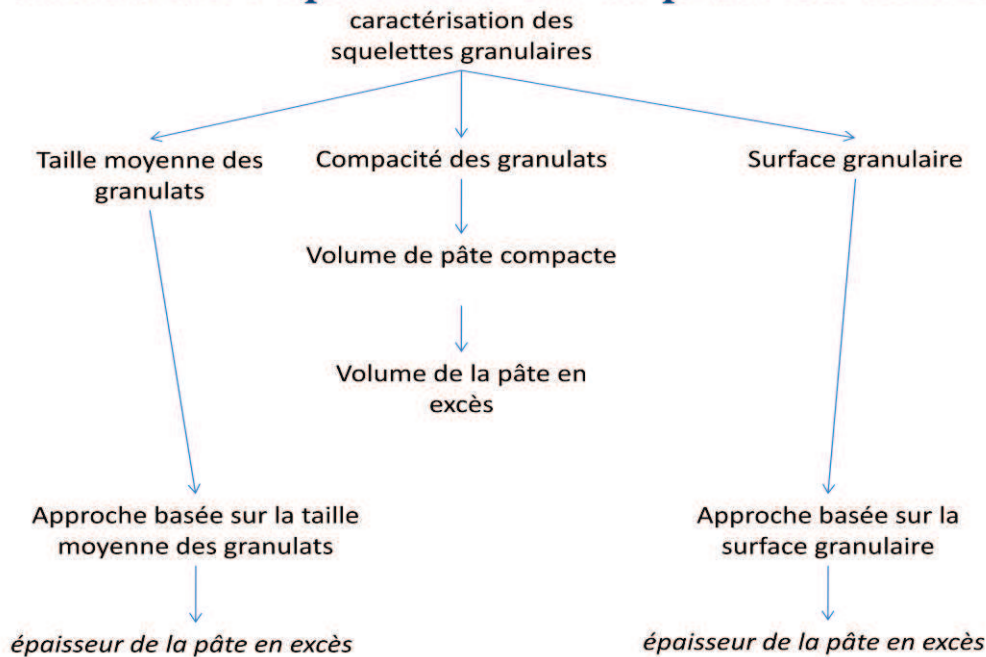 caractérisation des
squelettes granulaires
Taille moyenne des
granulats
Compacité des granulats
Surface granulaire
Volume de pâte compacte
Volume de la pâte en
excès
Approche basée sur la taille
moyenne des granulats
Approche basée sur la
surface granulaire
épaisseur de la pâte en excès
épaisseur de la pâte en excès